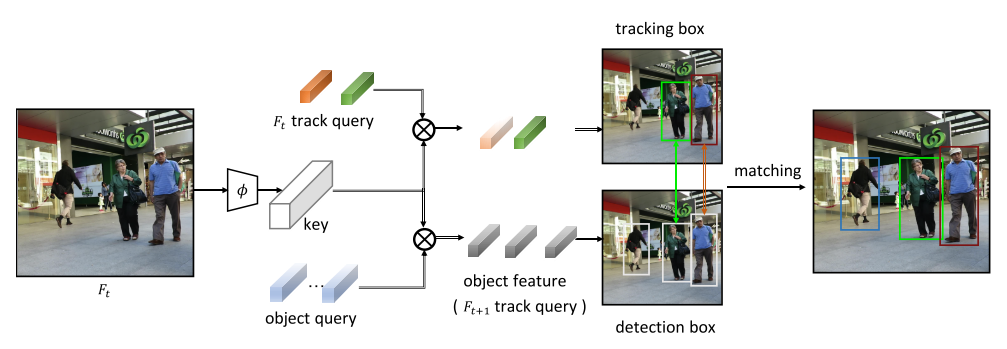 tracking box
F_t track query
ϕ
key
matching
F_t
object query
object feature
( F_{t+1} track query )
detection box